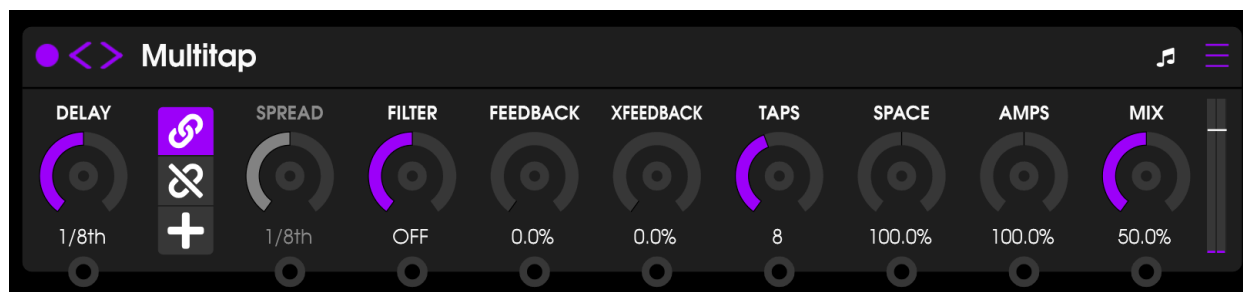 Multitap
DELAY SPREAD FILTER FEEDBACK XFEEDBACK TAPS SPACE AMPS MIX
1/8th 1/8th OFF 0.0% 0.0% 8 100.0% 100.0% 50.0%